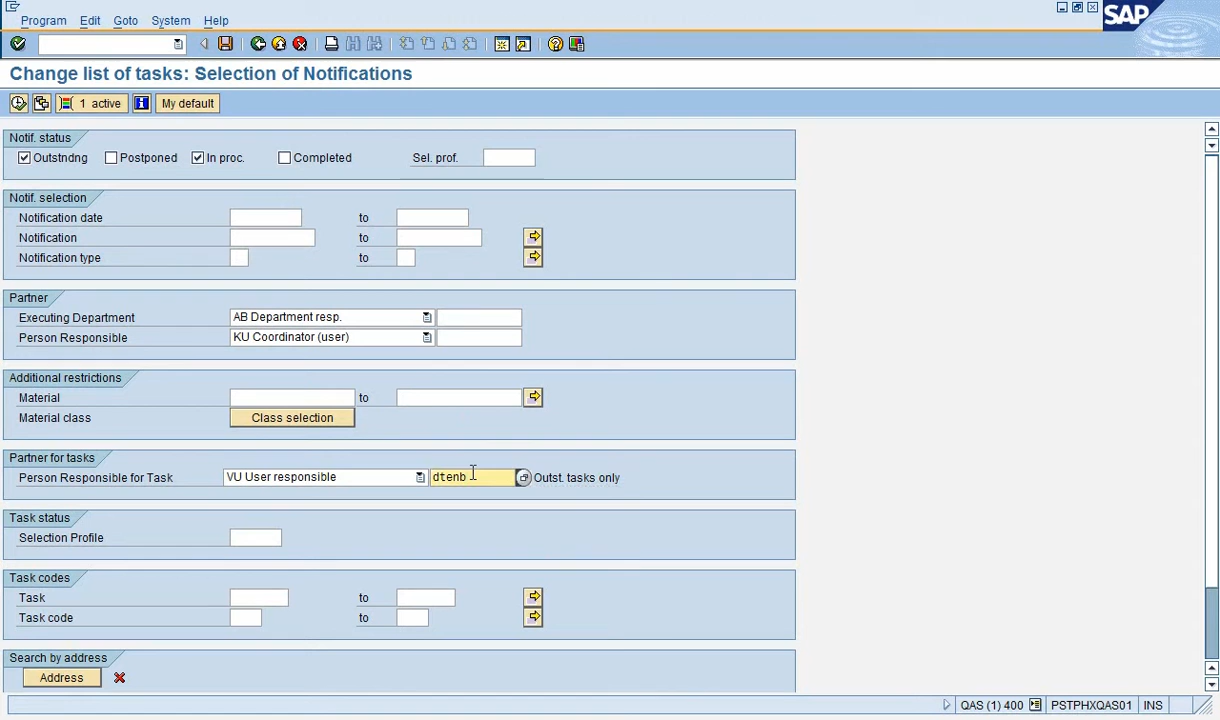 Program Edit Goto System Help
SAP
Change list of tasks: Selection of Notifications
1 active My default
Notif. status
Outstndng Postponed In proc. Completed Sel. prof.
Notif. selection
Notification date to
Notification to
Notification type to
Partner
Executing Department AB Department resp.
Person Responsible KU Coordinator (user)
Additional restrictions
Material to
Material class Class selection
Partner for tasks
Person Responsible for Task VU User responsible dtenb Outst. tasks only
Task status
Selection Profile
Task codes
Task to
Task code to
Search by address
Address
QAS (1) 400 PSTPHXQAS01 INS